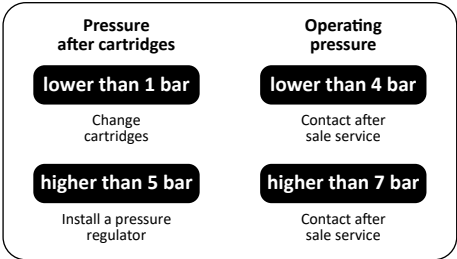 Pressure
after cartridges
lower than 1 bar
Change
cartridges
higher than 5 bar
Install a pressure
regulator
Operating
pressure
lower than 4 bar
Contact after
sale service
higher than 7 bar
Contact after
sale service